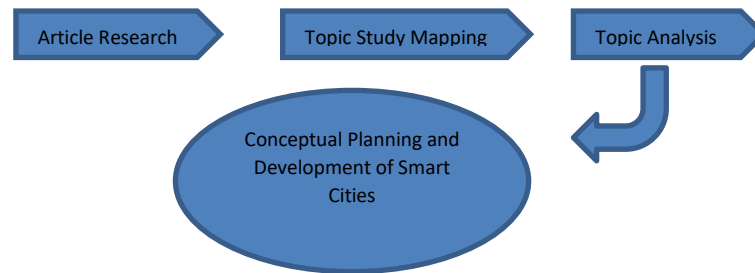 Article Research
Topic Study Mapping
Topic Analysis
Conceptual Planning and
Development of Smart
Cities